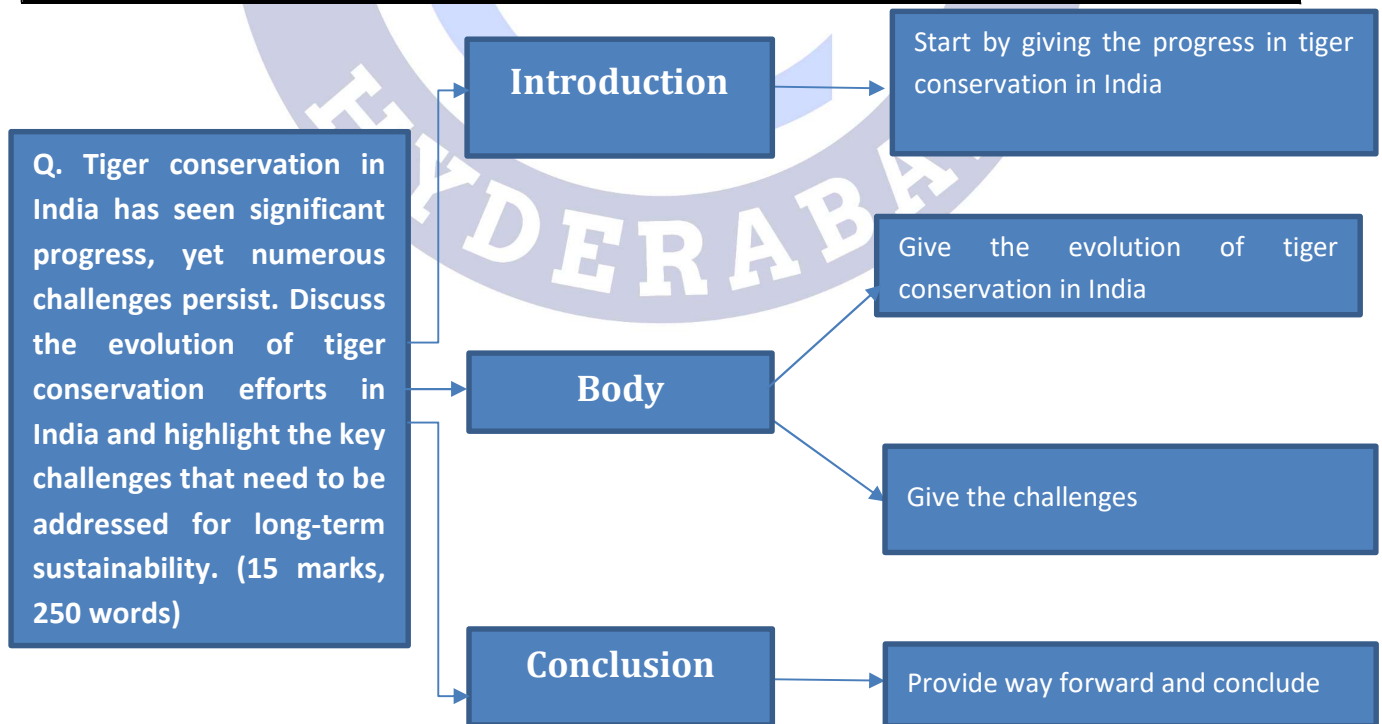 Q. Tiger conservation in
India has seen significant
progress, yet numerous
challenges persist. Discuss
the evolution of tiger
conservation efforts in
India and highlight the key
challenges that need to be
addressed for long-term
sustainability. (15 marks,
250 words)
Introduction
Start by giving the progress in tiger
conservation in India
Body
Give the evolution of tiger
conservation in India
Give the challenges
Conclusion
Provide way forward and conclude